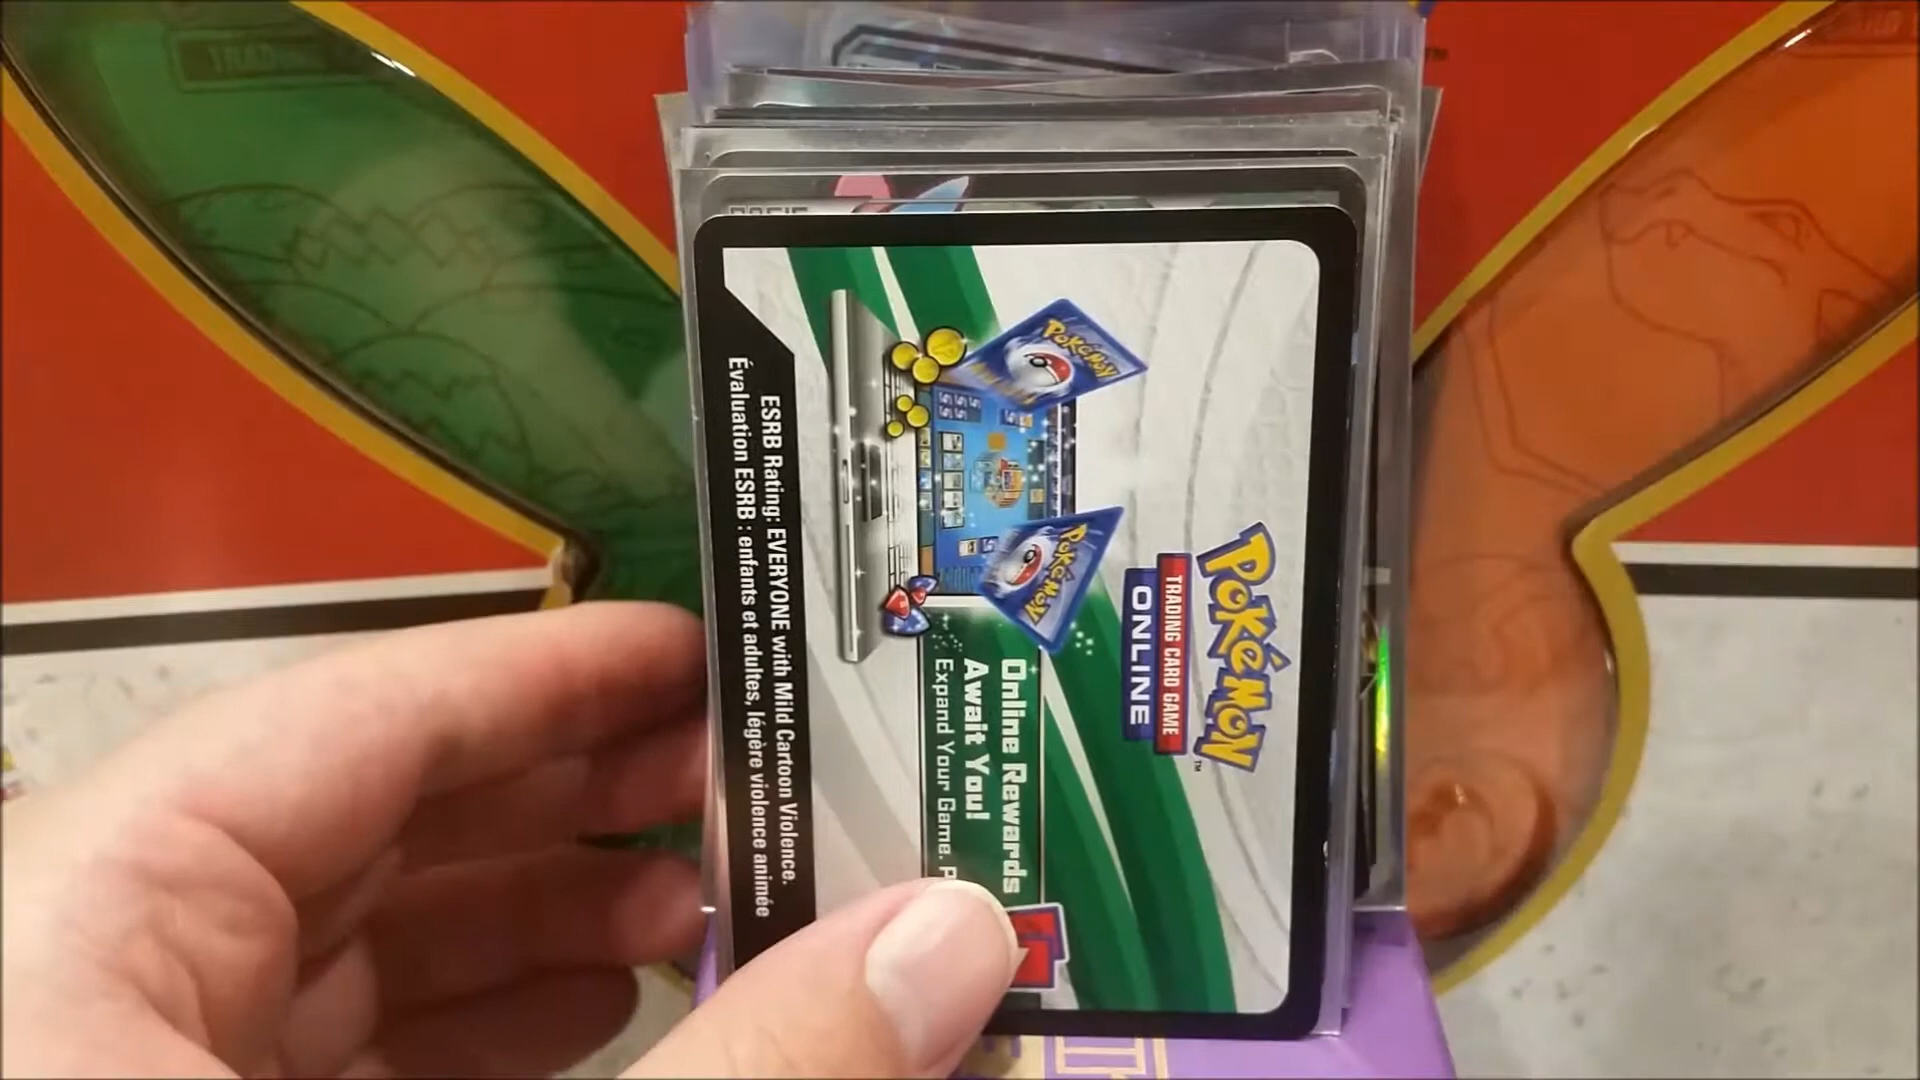 POKéMON
TRADING CARD GAME
ONLINE
POKéMON
POKéMON
Online Rewards
Await You!
Expand Your Game.
ESRB Rating: EVERYONE with Mild Cartoon Violence.
Évaluation ESRB : enfants et adultes, légère violence animée